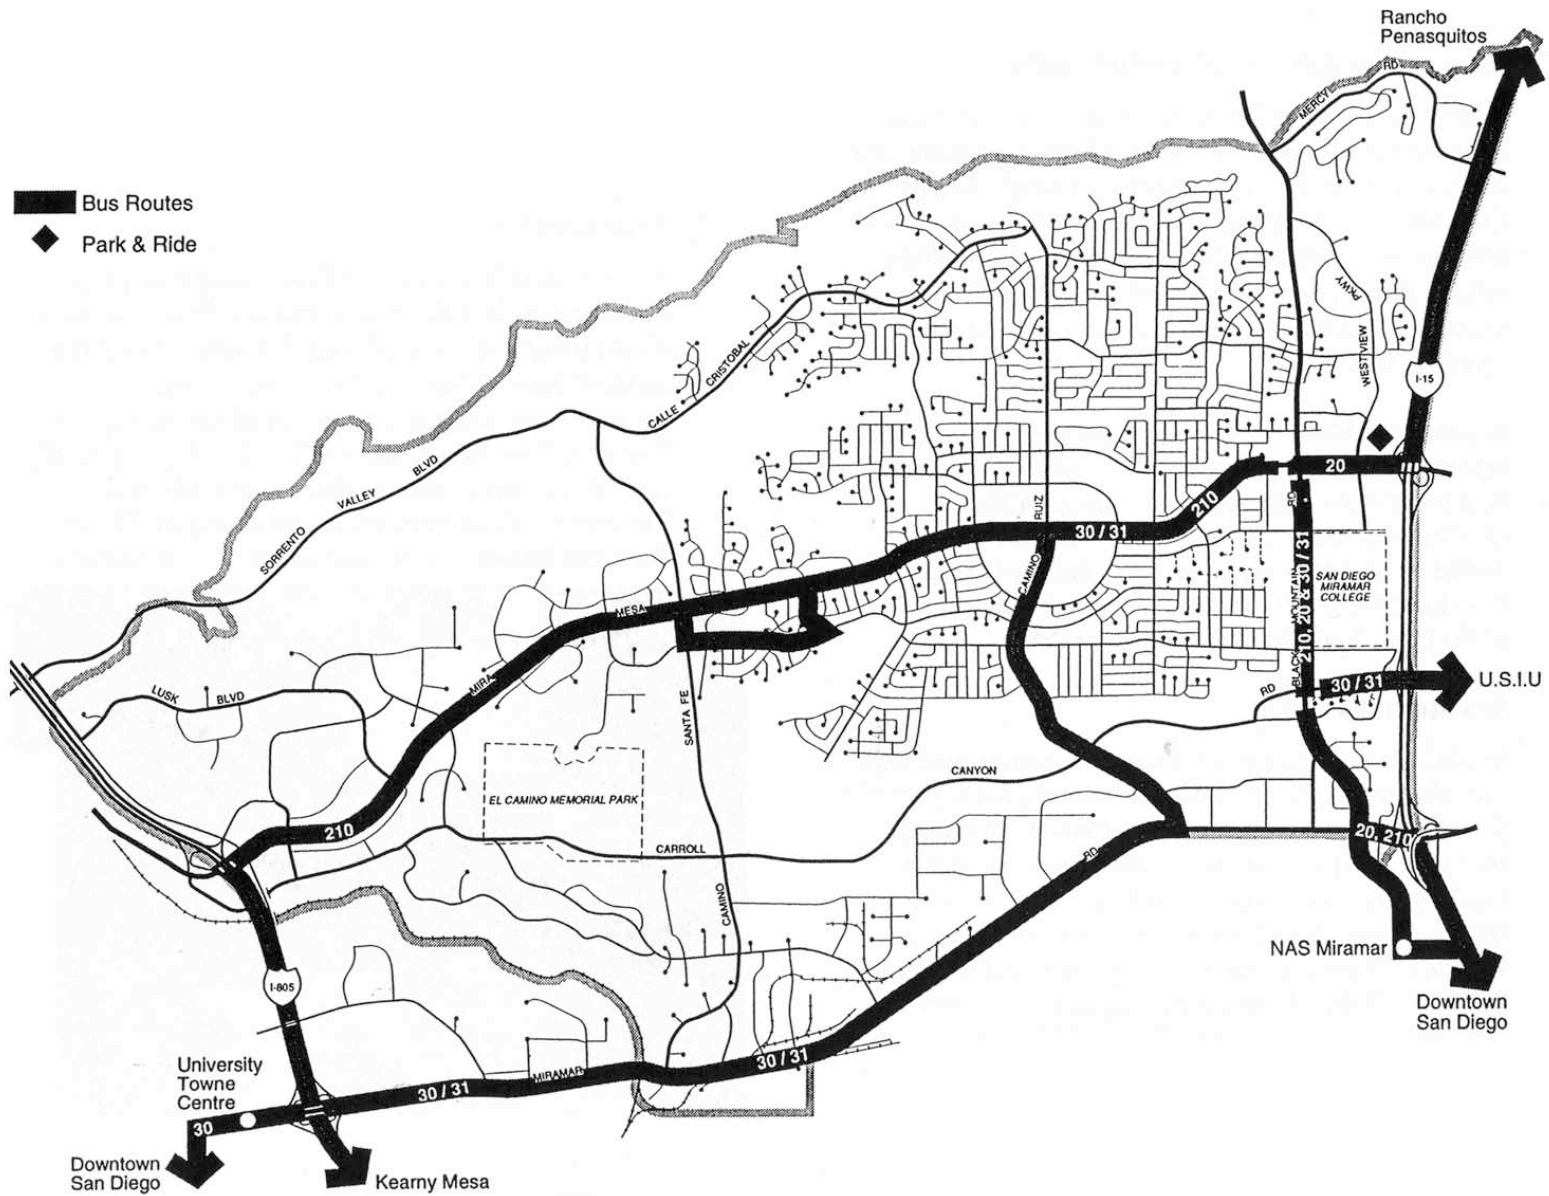 Rancho
Penasquitos
RD
MERCY
Bus Routes
Park & Ride
PKWY
WESTVIEW
CRISTOBAL
CALLE
I-15
BLVD
VALLEY
SORRENTO
20
210
RUIZ
30 / 31
RD
CAMINO
MESA
MIRA
SAN DIEGO
MIRAMAR
COLLEGE
BLACK MOUNTAIN
210, 20 & 30 / 31
30 / 31
U.S.I.U
RD
LUSK
BLVD
SANTA FE
CANYON
EL CAMINO MEMORIAL PARK
210
CARROLL
20, 210
RD
CAMINO
NAS Miramar
I-805
Downtown
San Diego
University
Towne
Centre
30 / 31
MIRAMAR
30 / 31
30
Downtown
San Diego
Kearny Mesa